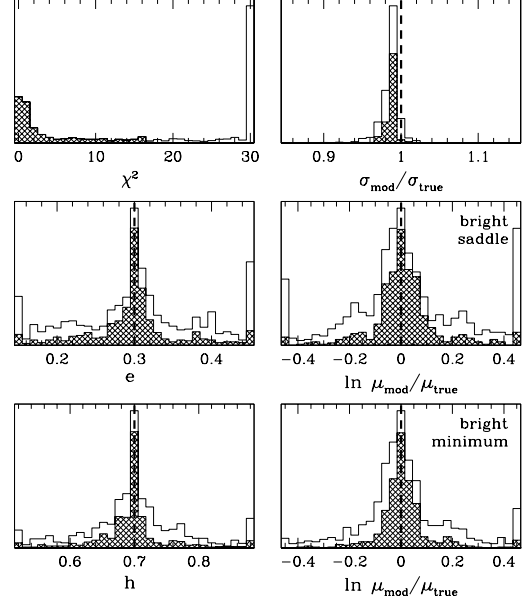 0 10 20 30
χ²
0.9 1 1.1
σmod/σtrue
0.2 0.3 0.4
e
bright
saddle
−0.4 −0.2 0 0.2 0.4
ln μmod/μtrue
0.6 0.7 0.8
h
bright
minimum
−0.4 −0.2 0 0.2 0.4
ln μmod/μtrue